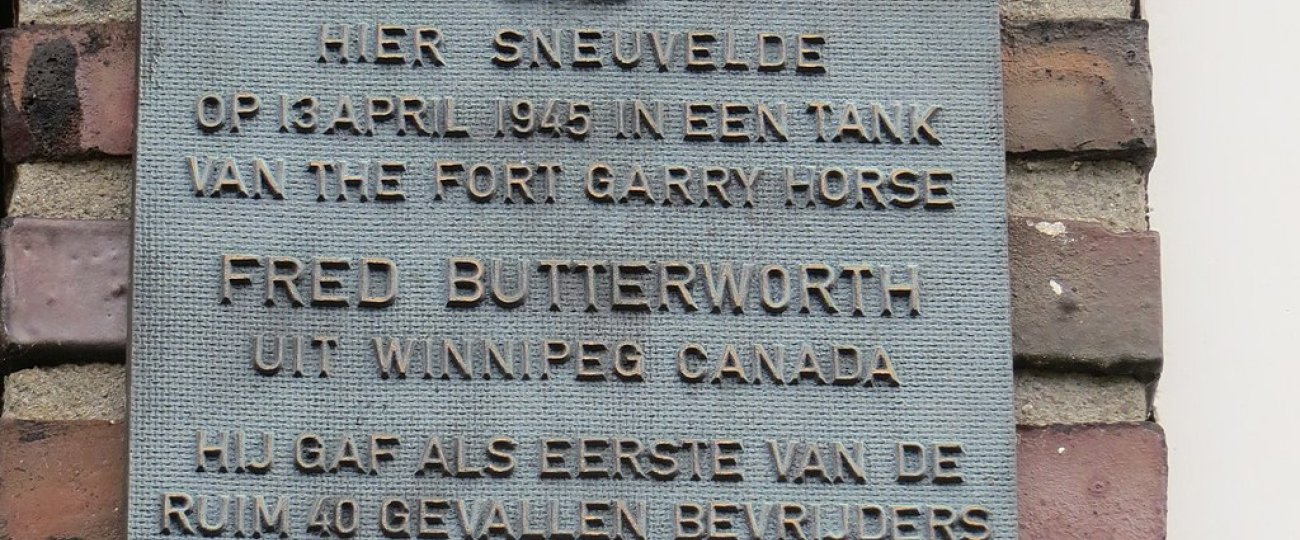 HIER SNEUVELDE
OP 13 APRIL 1945 IN EEN TANK
VAN THE FORT GARRY HORSE
FRED BUTTERWORTH
UIT WINNIPEG CANADA
HIJ GAF ALS EERSTE VAN DE
RUIM 40 GEVALLEN BEVRIJDERS